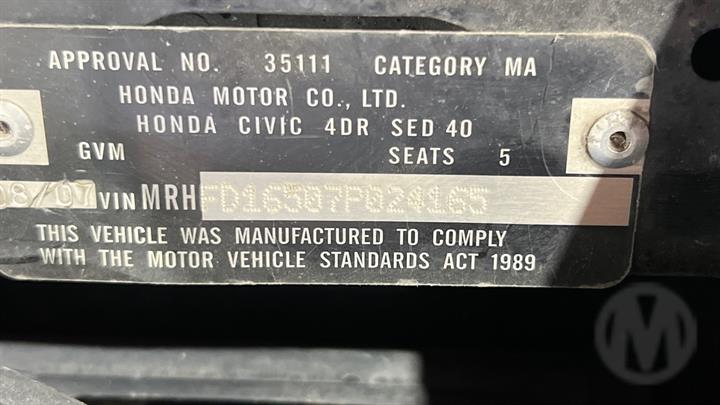 APPROVAL NO. 35111 CATEGORY MA
HONDA MOTOR CO., LTD.
HONDA CIVIC 4DR SED 40
GVM SEATS 5
08/07 VIN MRHFD16507P024165
THIS VEHICLE WAS MANUFACTURED TO COMPLY
WITH THE MOTOR VEHICLE STANDARDS ACT 1989
M